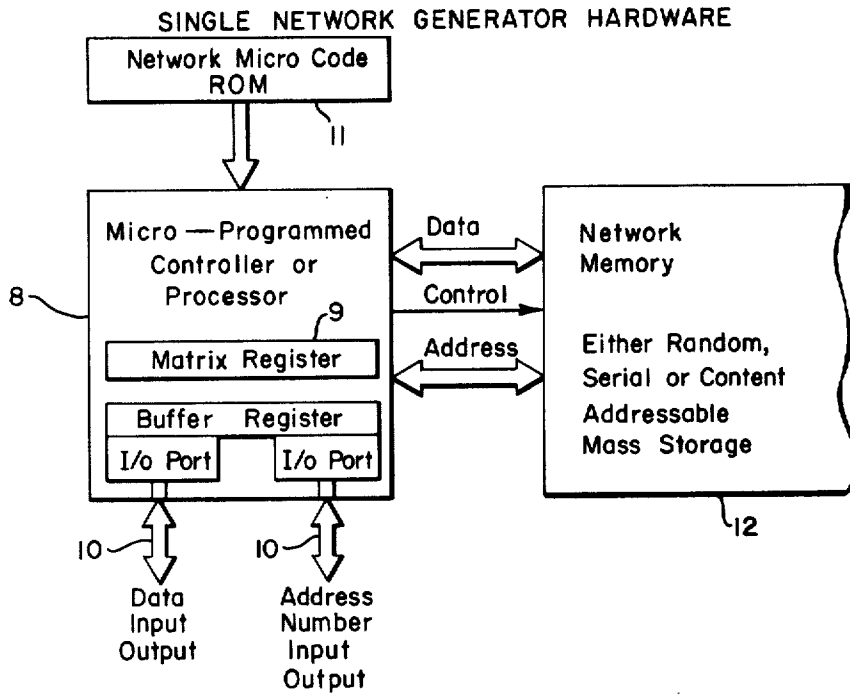 SINGLE NETWORK GENERATOR HARDWARE
Network Micro Code
ROM
11
Micro — Programmed
Controller or
Processor
8
9
Matrix Register
Buffer Register
I/o Port
I/o Port
Data
Control
Address
Network
Memory
Either Random,
Serial or Content
Addressable
Mass Storage
12
10
10
Data
Input
Output
Address
Number
Input
Output